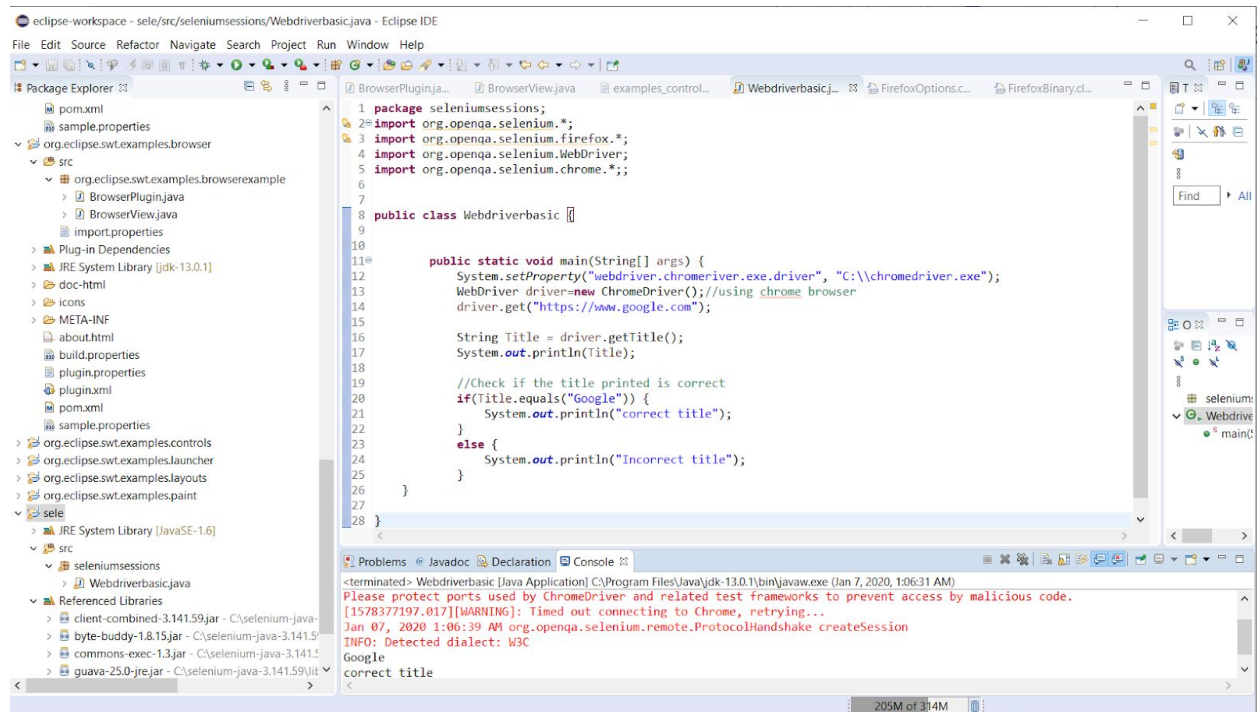 eclipse-workspace - sele/src/seleniumsessions/Webdriverbasic.java - Eclipse IDE
File Edit Source Refactor Navigate Search Project Run Window Help
Package Explorer
pom.xml
sample.properties
org.eclipse.swt.examples.browser
src
org.eclipse.swt.examples.browserexample
BrowserPlugin.java
BrowserView.java
import.properties
Plug-in Dependencies
JRE System Library [jdk-13.0.1]
doc-html
icons
META-INF
about.html
build.properties
plugin.properties
plugin.xml
pom.xml
sample.properties
org.eclipse.swt.examples.controls
org.eclipse.swt.examples.launcher
org.eclipse.swt.examples.layouts
org.eclipse.swt.examples.paint
sele
JRE System Library [JavaSE-1.6]
src
seleniumsessions
Webdriverbasic.java
Referenced Libraries
client-combined-3.141.59.jar - C:\selenium-java-
byte-buddy-1.8.15.jar - C:\selenium-java-3.141.5
commons-exec-1.3.jar - C:\selenium-java-3.141.5
guava-25.0-jre.jar - C:\selenium-java-3.141.59\lib
BrowserPlugin.ja... BrowserView.java examples_control... Webdriverbasic.j... FirefoxOptions.c... FirefoxBinary.cl...
1 package seleniumsessions;
2 import org.openqa.selenium.*;
3 import org.openqa.selenium.firefox.*;
4 import org.openqa.selenium.WebDriver;
5 import org.openqa.selenium.chrome.*;;
6
7
8 public class Webdriverbasic {
9
10
11 public static void main(String[] args) {
12 System.setProperty("webdriver.chromeriver.exe.driver", "C:\\chromedriver.exe");
13 WebDriver driver=new ChromeDriver();//using chrome browser
14 driver.get("https://www.google.com");
15
16 String Title = driver.getTitle();
17 System.out.println(Title);
18
19 //Check if the title printed is correct
20 if(Title.equals("Google")) {
21 System.out.println("correct title");
22 }
23 else {
24 System.out.println("Incorrect title");
25 }
26 }
27
28 }
T
Find All
O
selenium
Webdrive
main(S
Problems Javadoc Declaration Console
<terminated> Webdriverbasic [Java Application] C:\Program Files\Java\jdk-13.0.1\bin\javaw.exe (Jan 7, 2020, 1:06:31 AM)
Please protect ports used by ChromeDriver and related test frameworks to prevent access by malicious code.
[1578377197.017][WARNING]: Timed out connecting to Chrome, retrying...
Jan 07, 2020 1:06:39 AM org.openqa.selenium.remote.ProtocolHandshake createSession
INFO: Detected dialect: W3C
Google
correct title
205M of 314M